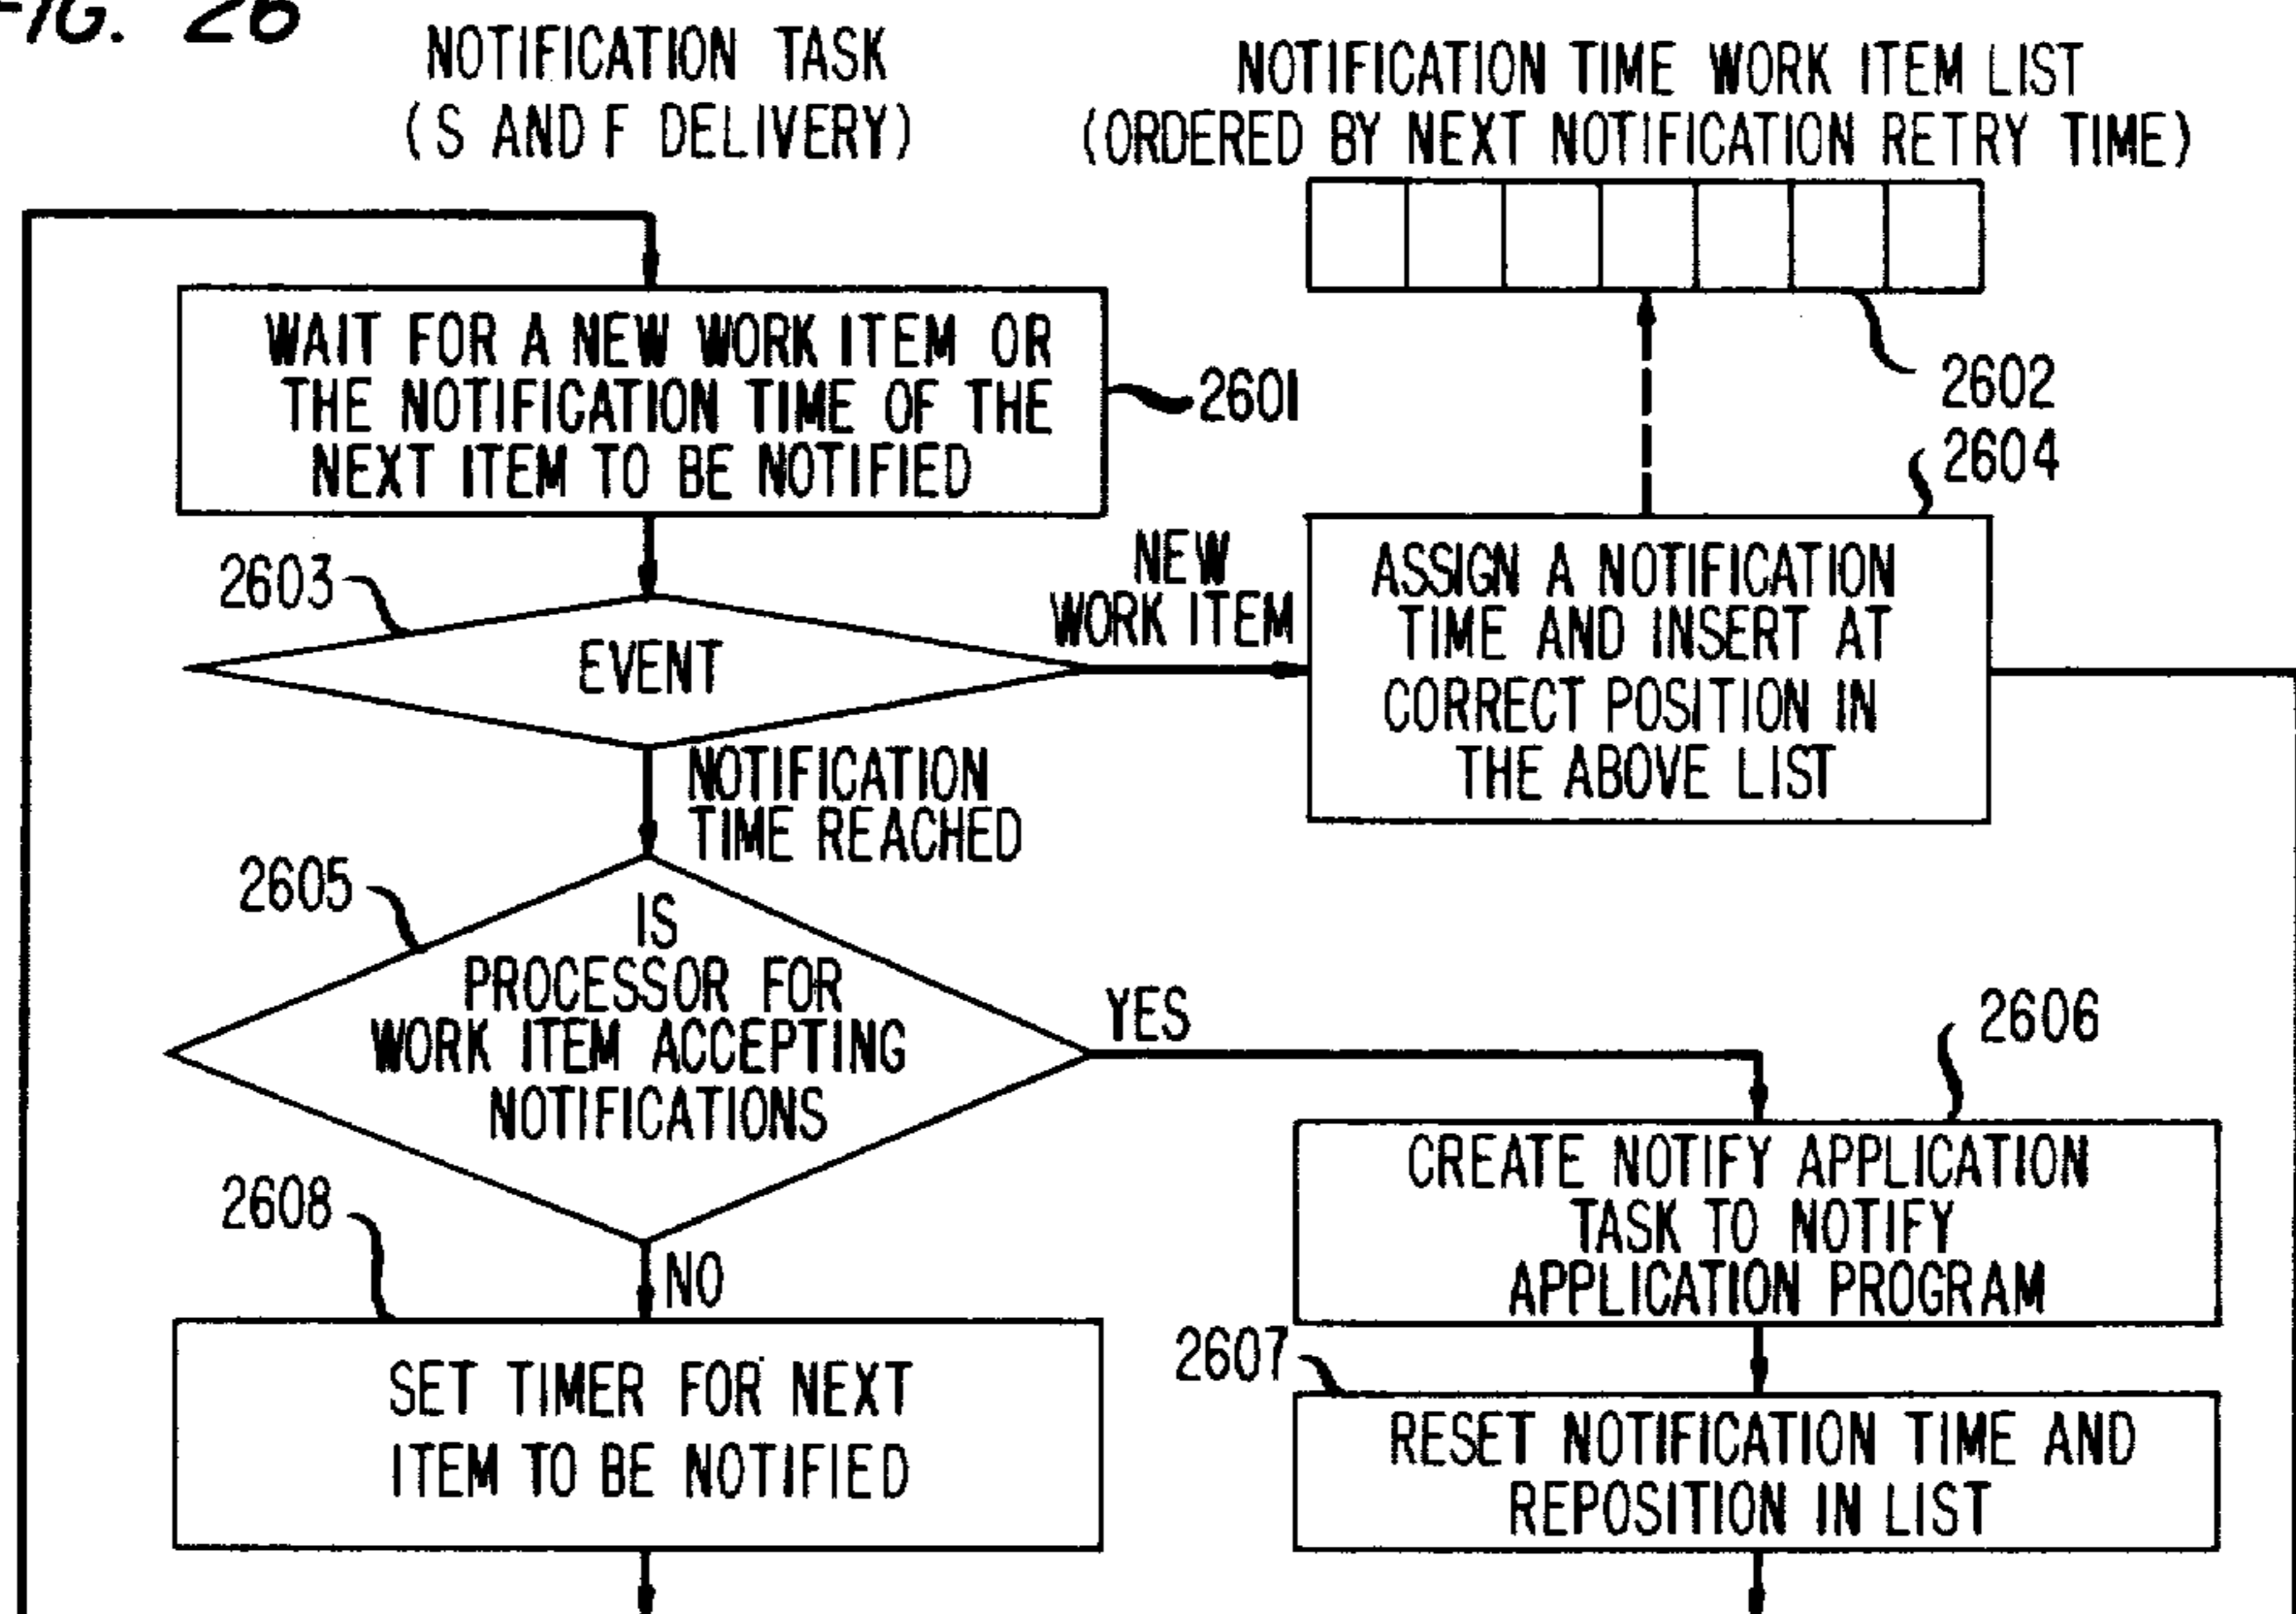 FIG. 26
NOTIFICATION TASK
(S AND F DELIVERY)
NOTIFICATION TIME WORK ITEM LIST
(ORDERED BY NEXT NOTIFICATION RETRY TIME)
WAIT FOR A NEW WORK ITEM OR
THE NOTIFICATION TIME OF THE
NEXT ITEM TO BE NOTIFIED
2601
2602
2604
2603
EVENT
NEW
WORK ITEM
ASSIGN A NOTIFICATION
TIME AND INSERT AT
CORRECT POSITION IN
THE ABOVE LIST
NOTIFICATION
TIME REACHED
2605
IS
PROCESSOR FOR
WORK ITEM ACCEPTING
NOTIFICATIONS
YES
2606
CREATE NOTIFY APPLICATION
TASK TO NOTIFY
APPLICATION PROGRAM
2608
NO
2607
SET TIMER FOR NEXT
ITEM TO BE NOTIFIED
RESET NOTIFICATION TIME AND
REPOSITION IN LIST